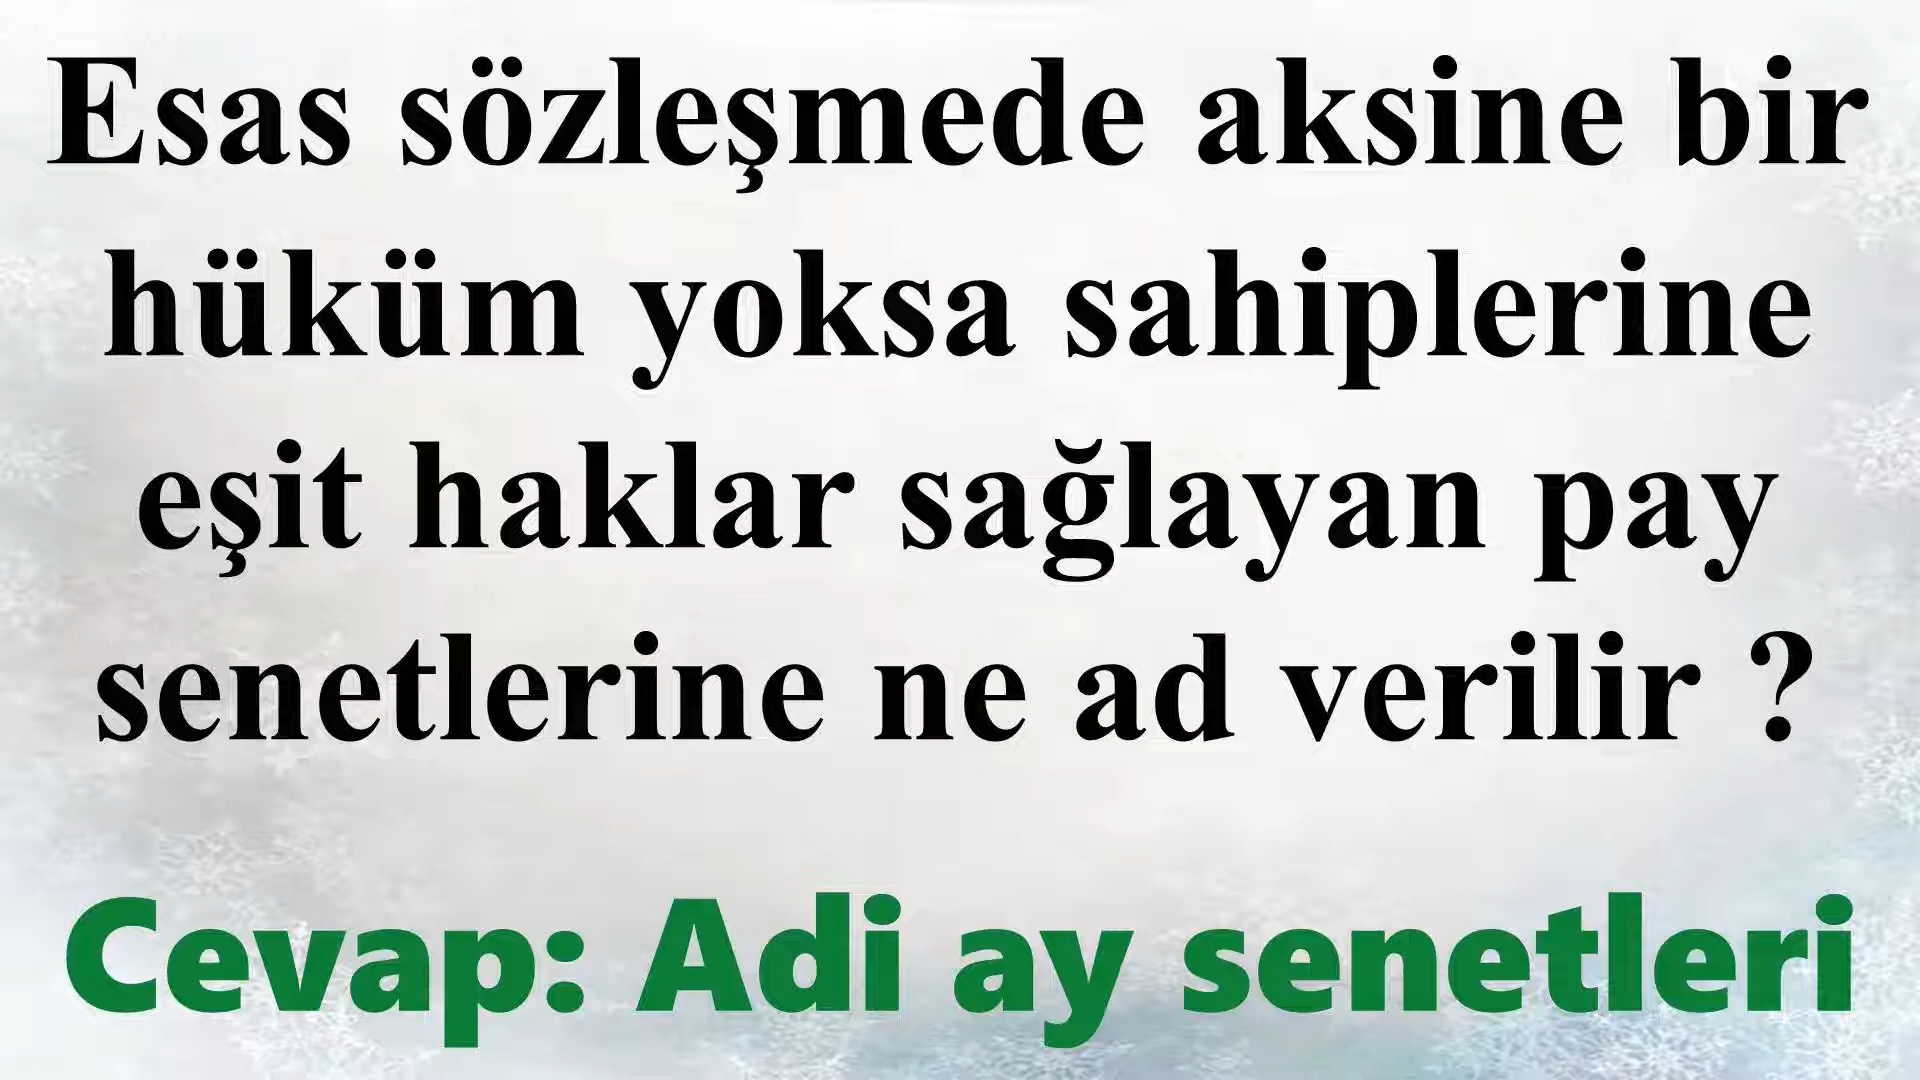 Esas sözleşmede aksine bir
hüküm yoksa sahiplerine
eşit haklar sağlayan pay
senetlerine ne ad verilir ?
Cevap: Adi ay senetleri